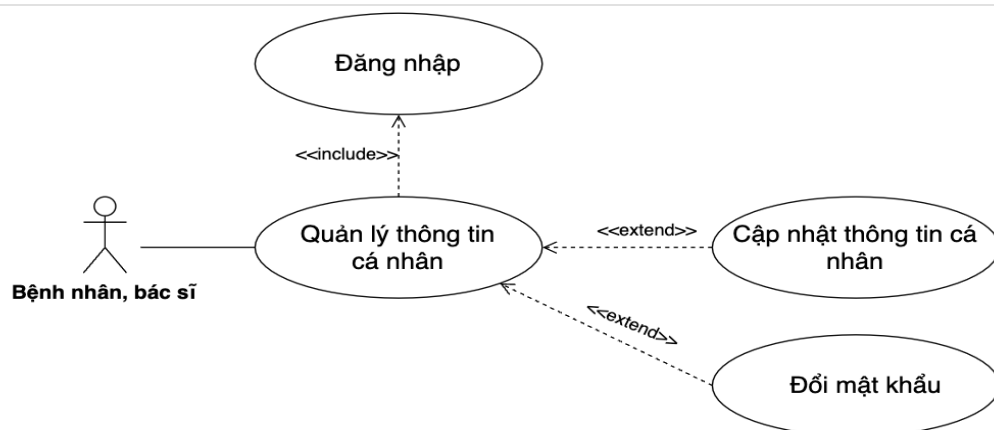 Đăng nhập
<<include>>
Quản lý thông tin
cá nhân
<<extend>>
Cập nhật thông tin cá
nhân
Bệnh nhân, bác sĩ
<<extend>>
Đổi mật khẩu